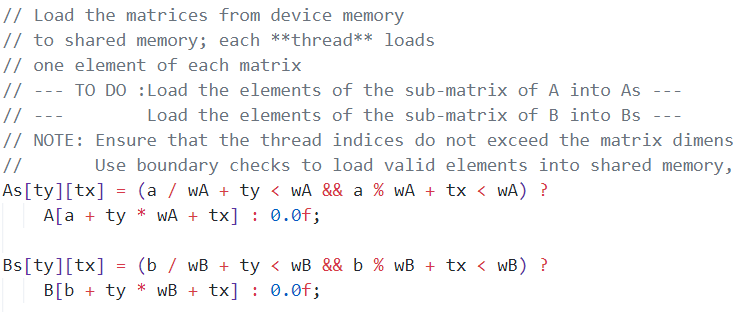 // Load the matrices from device memory
// to shared memory; each **thread** loads
// one element of each matrix
// --- TO DO :Load the elements of the sub-matrix of A into As ---
// ---        Load the elements of the sub-matrix of B into Bs ---
// NOTE: Ensure that the thread indices do not exceed the matrix dimens
//       Use boundary checks to load valid elements into shared memory,
As[ty][tx] = (a / wA + ty < wA && a % wA + tx < wA) ?
    A[a + ty * wA + tx] : 0.0f;
Bs[ty][tx] = (b / wB + ty < wB && b % wB + tx < wB) ?
    B[b + ty * wB + tx] : 0.0f;